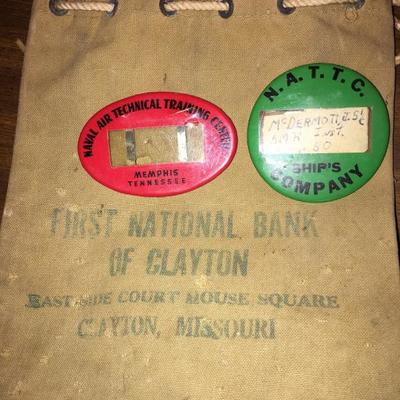 NAVAL AIR TECHNICAL TRAINING CENTER
MEMPHIS
TENNESSEE
N.A.T.T.C.
INST.
SHIP'S
COMPANY
FIRST NATIONAL BANK
OF CLAYTON
EAST SIDE COURT HOUSE SQUARE
CLAYTON, MISSOURI